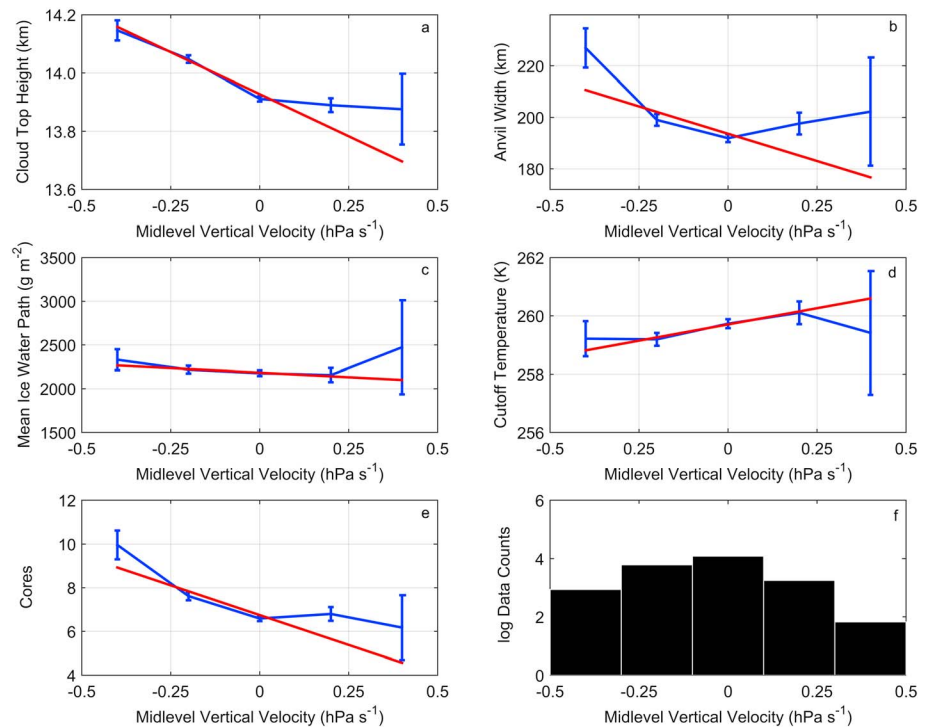 a
Cloud Top Height (km)
14.2
14.0
13.8
13.6
-0.5 -0.25 0 0.25 0.5
Midlevel Vertical Velocity (hPa s⁻¹)
b
Anvil Width (km)
220
200
180
-0.5 -0.25 0 0.25 0.5
Midlevel Vertical Velocity (hPa s⁻¹)
c
Mean Ice Water Path (g m⁻²)
3500
3000
2500
2000
1500
-0.5 -0.25 0 0.25 0.5
Midlevel Vertical Velocity (hPa s⁻¹)
d
Cutoff Temperature (K)
262
260
258
256
-0.5 -0.25 0 0.25 0.5
Midlevel Vertical Velocity (hPa s⁻¹)
e
Cores
12
10
8
6
4
-0.5 -0.25 0 0.25 0.5
Midlevel Vertical Velocity (hPa s⁻¹)
f
log Data Counts
6
4
2
0
-0.5 -0.25 0 0.25 0.5
Midlevel Vertical Velocity (hPa s⁻¹)